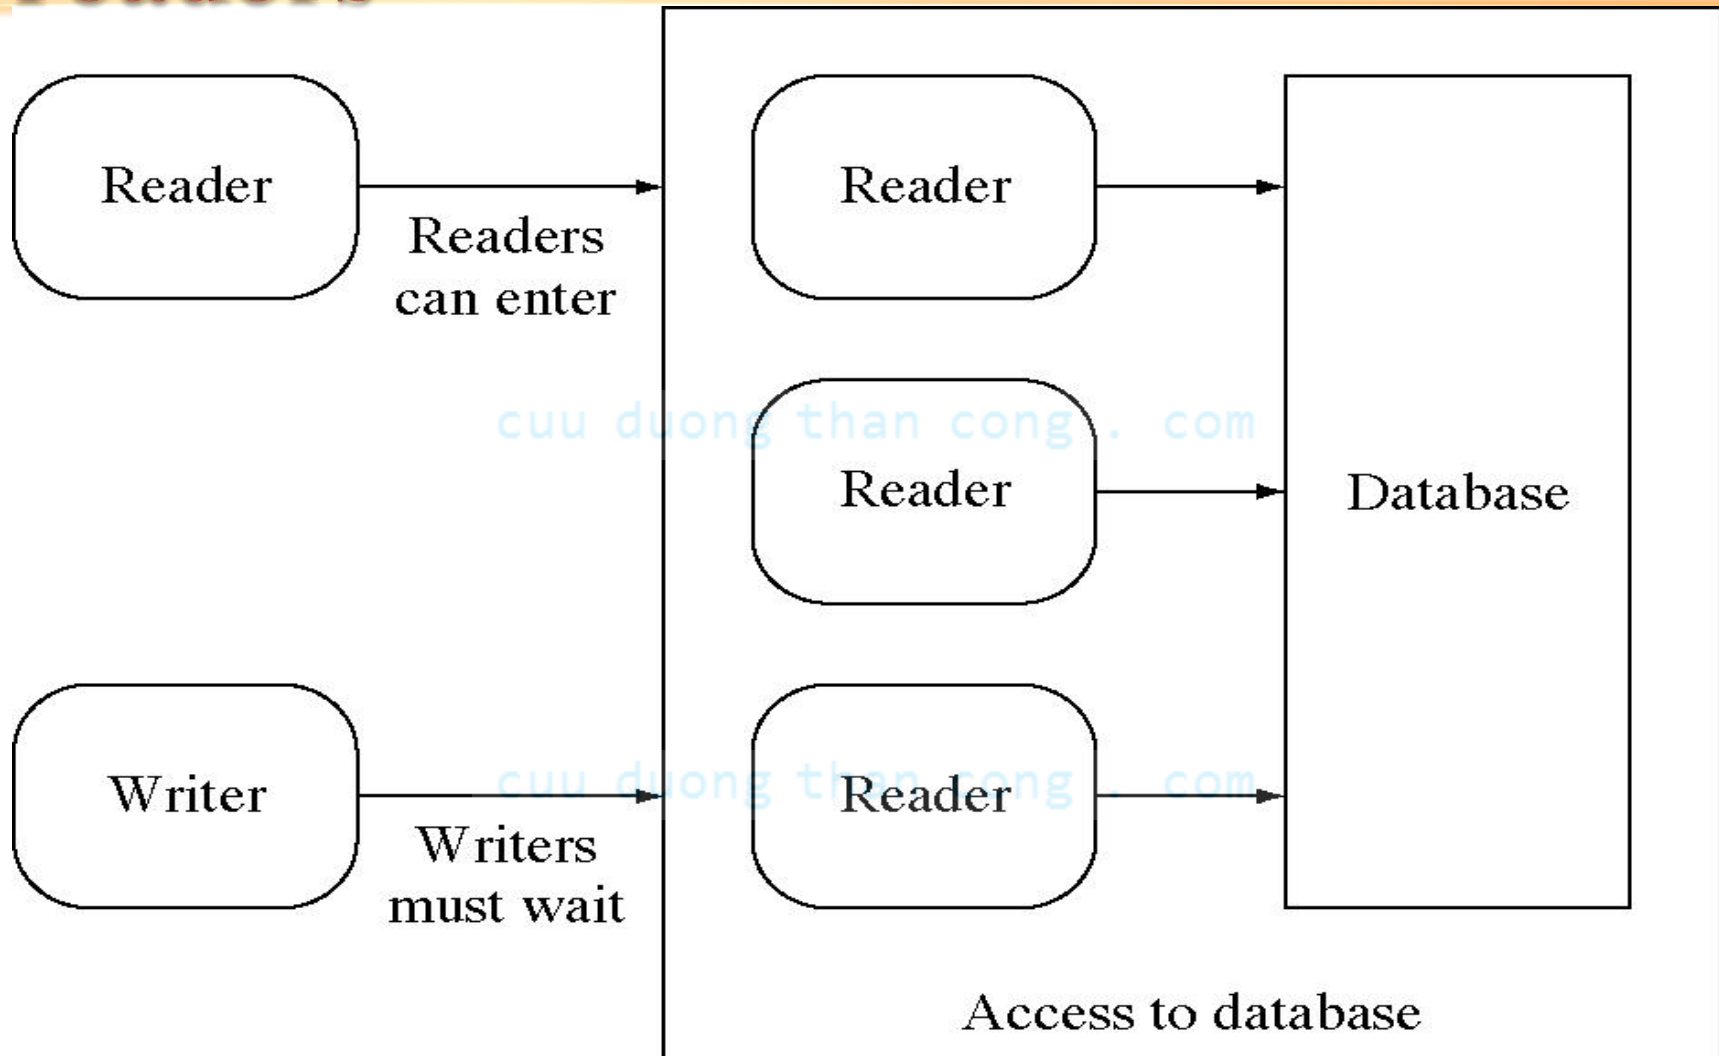 Reader
Readers
can enter
Reader
cuu duong than cong . com
Reader
Database
Writer
Writers
must wait
cuu duong than cong . com
Reader
Access to database